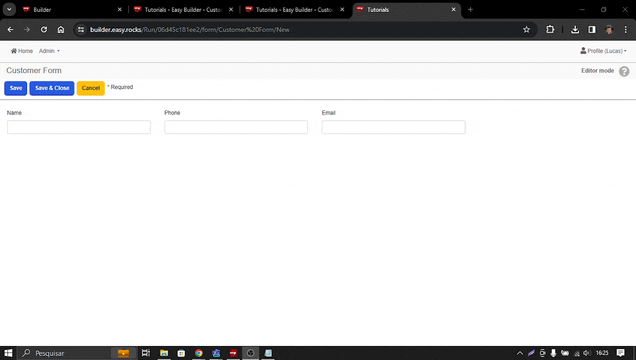 Builder
Tutorials - Easy Builder - Custo
Tutorials - Easy Builder - Custo
Tutorials
builder.easy.rocks/Run/06d45c181ee2/form/Customer%20Form/New
Home Admin
Profile (Lucas)
Customer Form
Editor mode ?
Save Save & Close Cancel * Required
Name Phone Email
Pesquisar
16:25